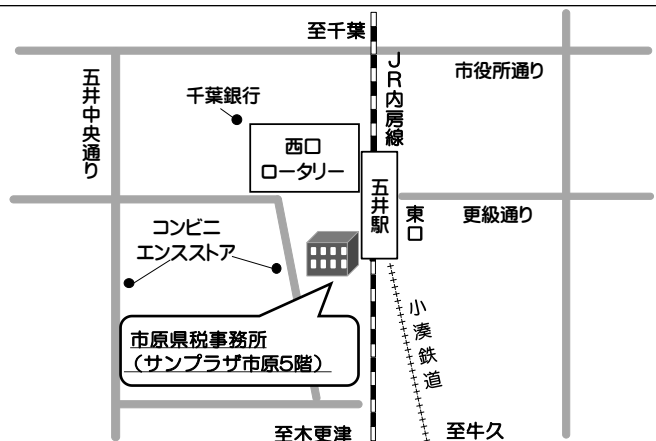 至千葉
市役所通り
JR内房線
五井中央通り
千葉銀行
西口
ロータリー
五井駅
東口
更級通り
コンビニ
エンスストア
市原県税事務所
(サンプラザ市原5階)
小湊鉄道
至木更津
至牛久